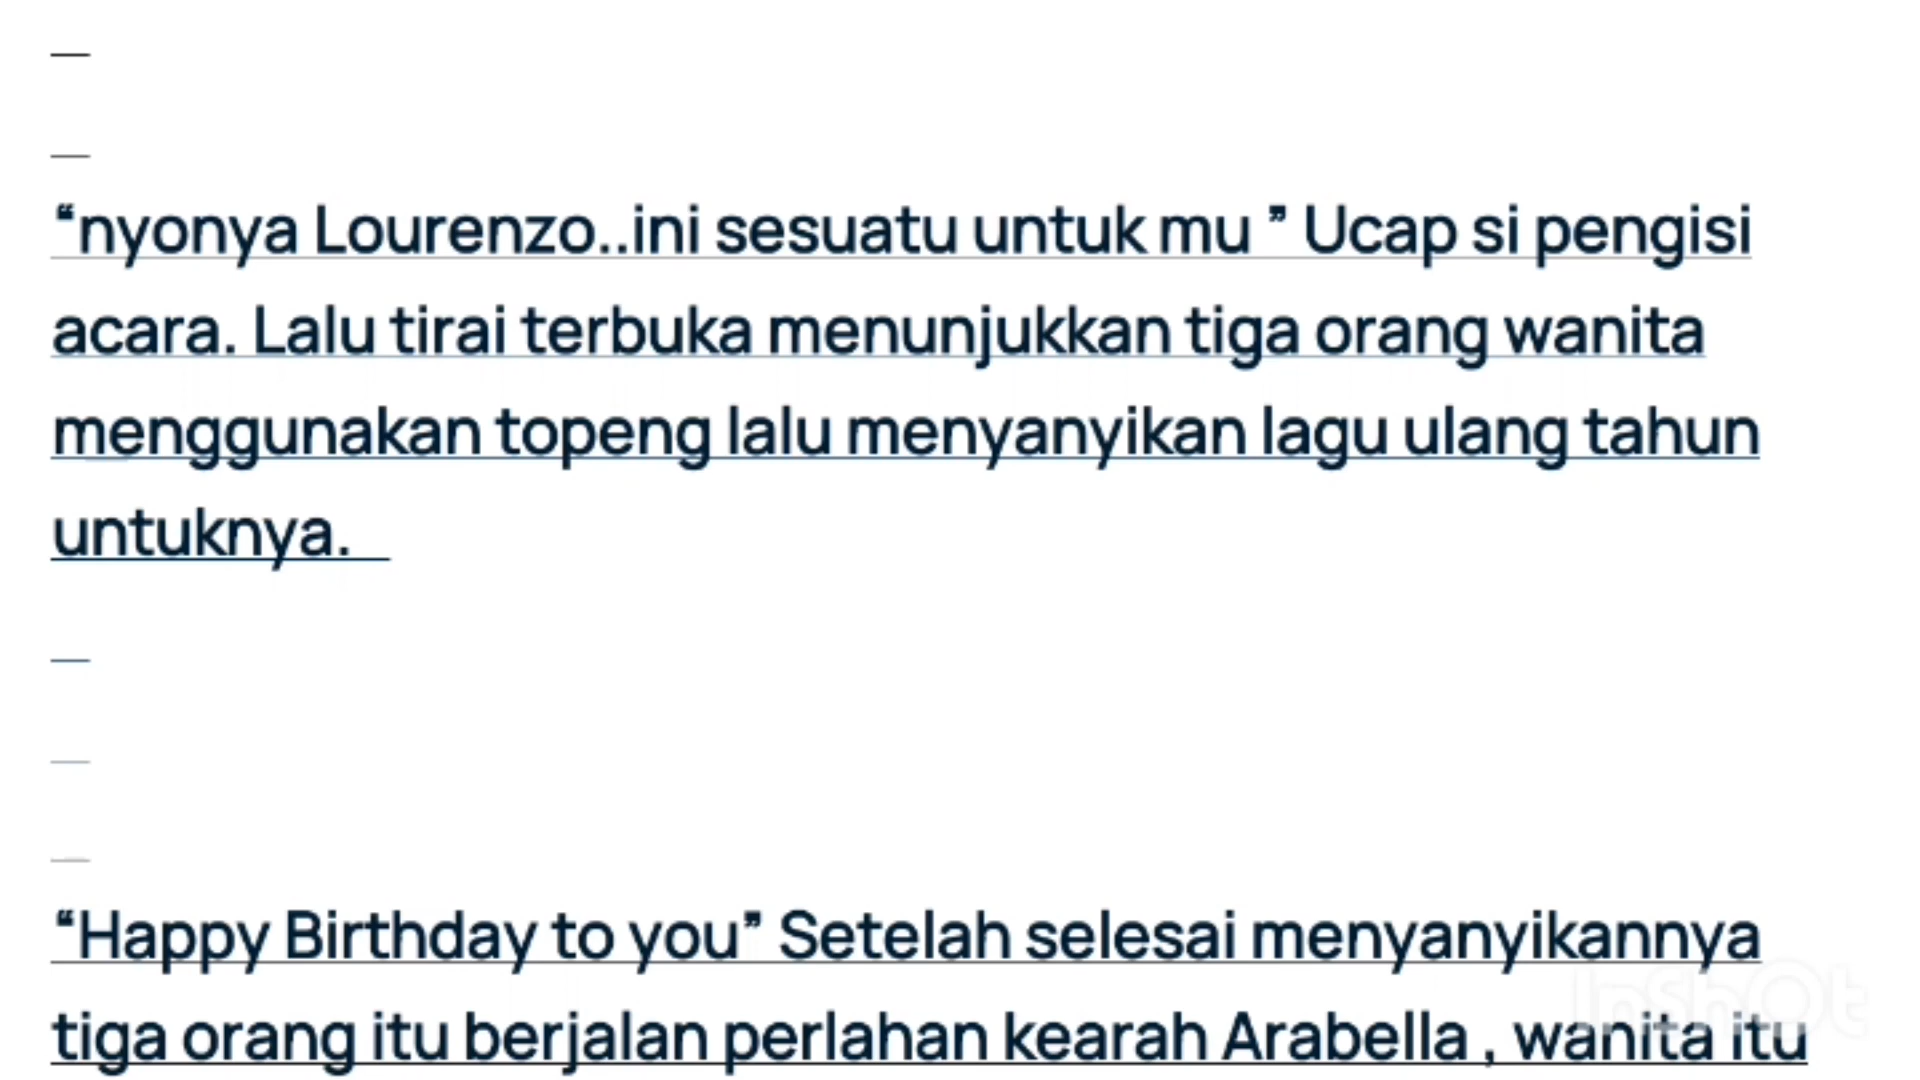 “nyonya Lourenzo..ini sesuatu untuk mu ” Ucap si pengisi
acara. Lalu tirai terbuka menunjukkan tiga orang wanita
menggunakan topeng lalu menyanyikan lagu ulang tahun
untuknya.
“Happy Birthday to you” Setelah selesai menyanyikannya
tiga orang itu berjalan perlahan kearah Arabella , wanita itu
InShOt